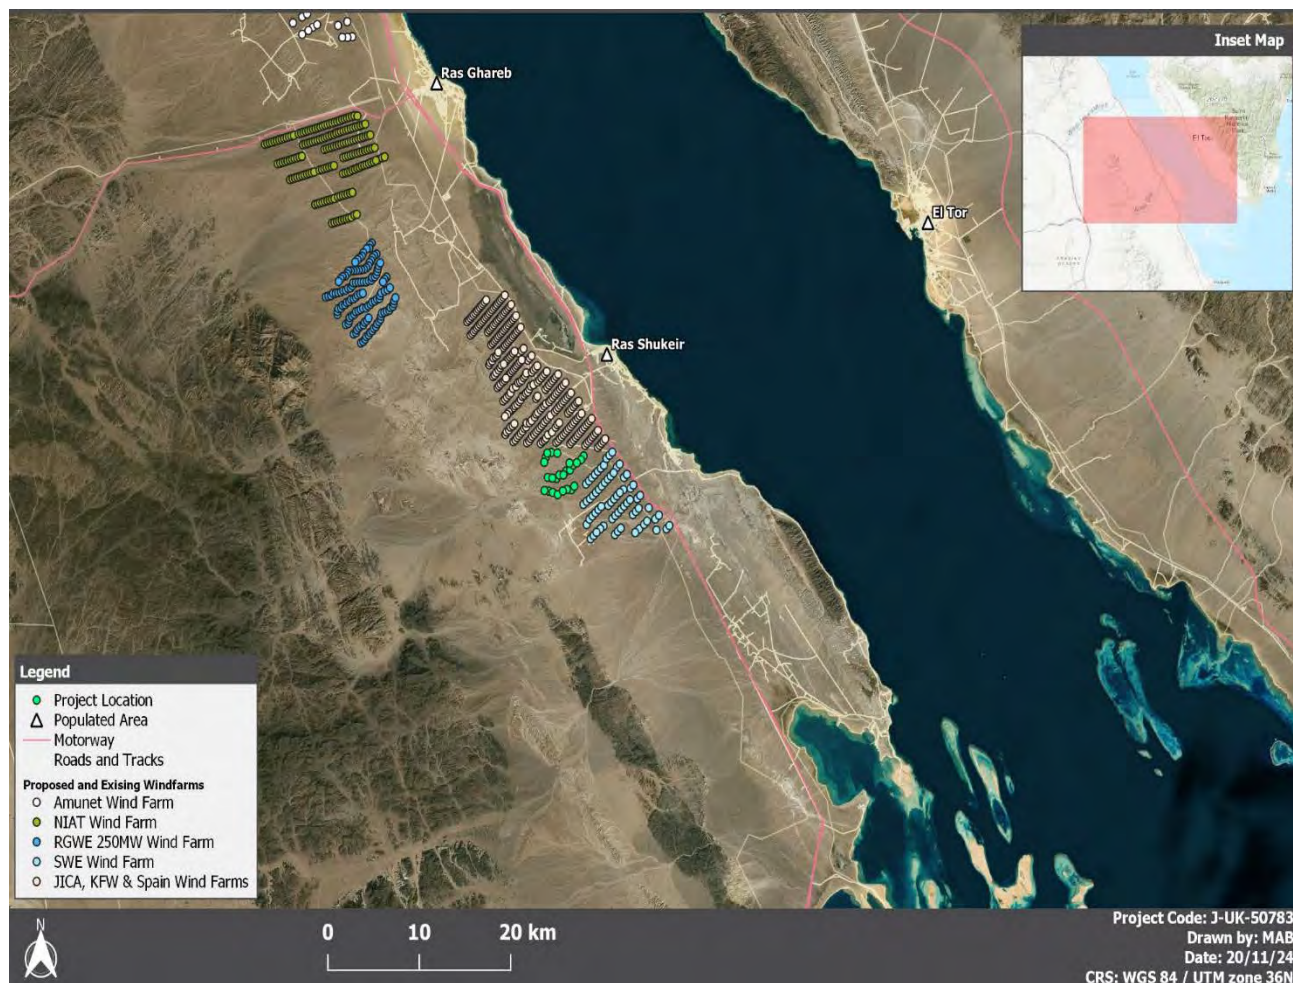 Inset Map
Ras Ghareb
El Tor
El Tor
Ras Shukeir
Legend
Project Location
Populated Area
Motorway
Roads and Tracks
Proposed and Exising Windfarms
Amunet Wind Farm
NIAT Wind Farm
RGWE 250MW Wind Farm
SWE Wind Farm
JICA, KFW & Spain Wind Farms
N
0 10 20 km
Project Code: J-UK-50783
Drawn by: MAB
Date: 20/11/24
CRS: WGS 84 / UTM zone 36N